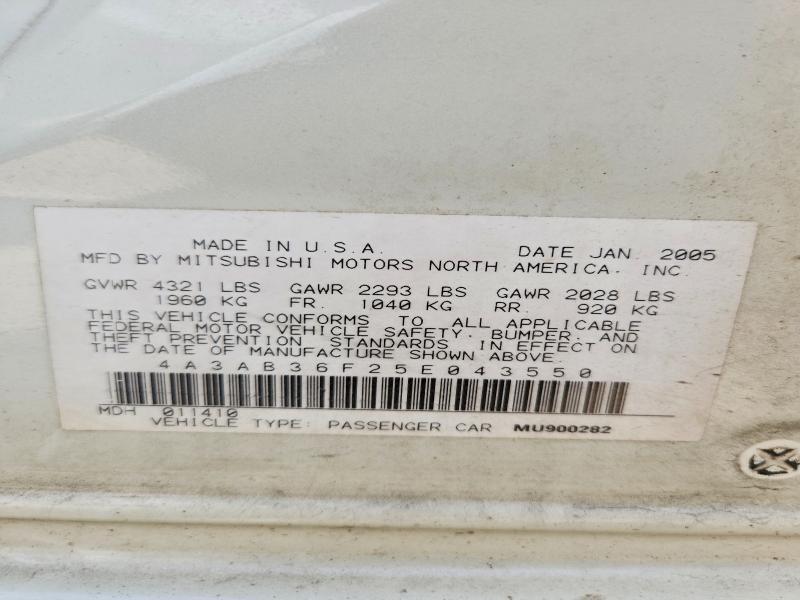 MADE IN U.S.A. DATE JAN. 2005
MFD BY MITSUBISHI MOTORS NORTH AMERICA. INC.
GVWR 4321 LBS GAWR 2293 LBS GAWR 2028 LBS
1960 KG FR. 1040 KG RR. 920 KG
THIS VEHICLE CONFORMS TO ALL APPLICABLE
FEDERAL MOTOR VEHICLE SAFETY. BUMPER. AND
THEFT PREVENTION STANDARDS IN EFFECT ON
THE DATE OF MANUFACTURE SHOWN ABOVE.
4A3AB36F25E043550
MDH 011410
VEHICLE TYPE: PASSENGER CAR MU900282